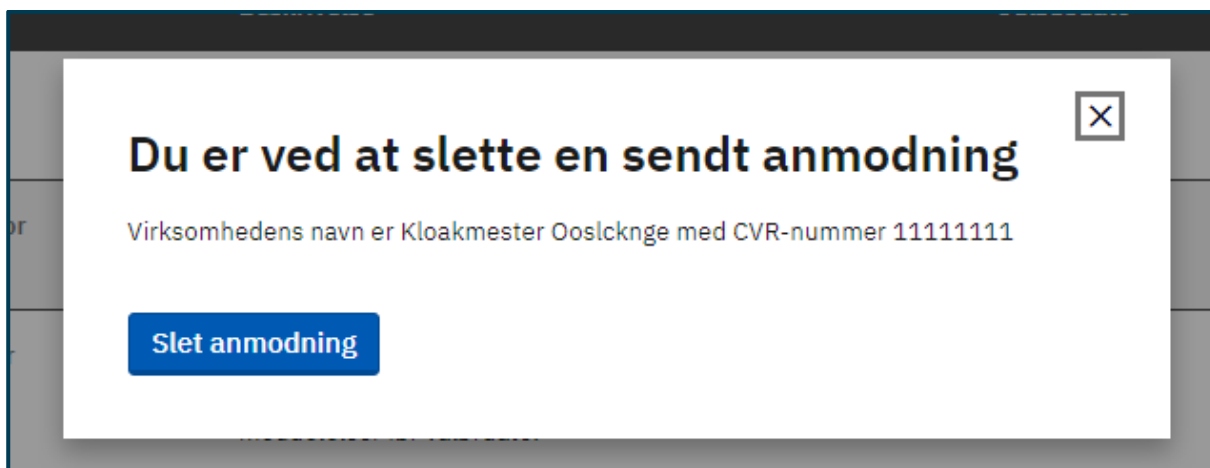 Du er ved at slette en sendt anmodning
or
Virksomhedens navn er Kloakmester Ooslcknge med CVR-nummer 11111111
Slet anmodning